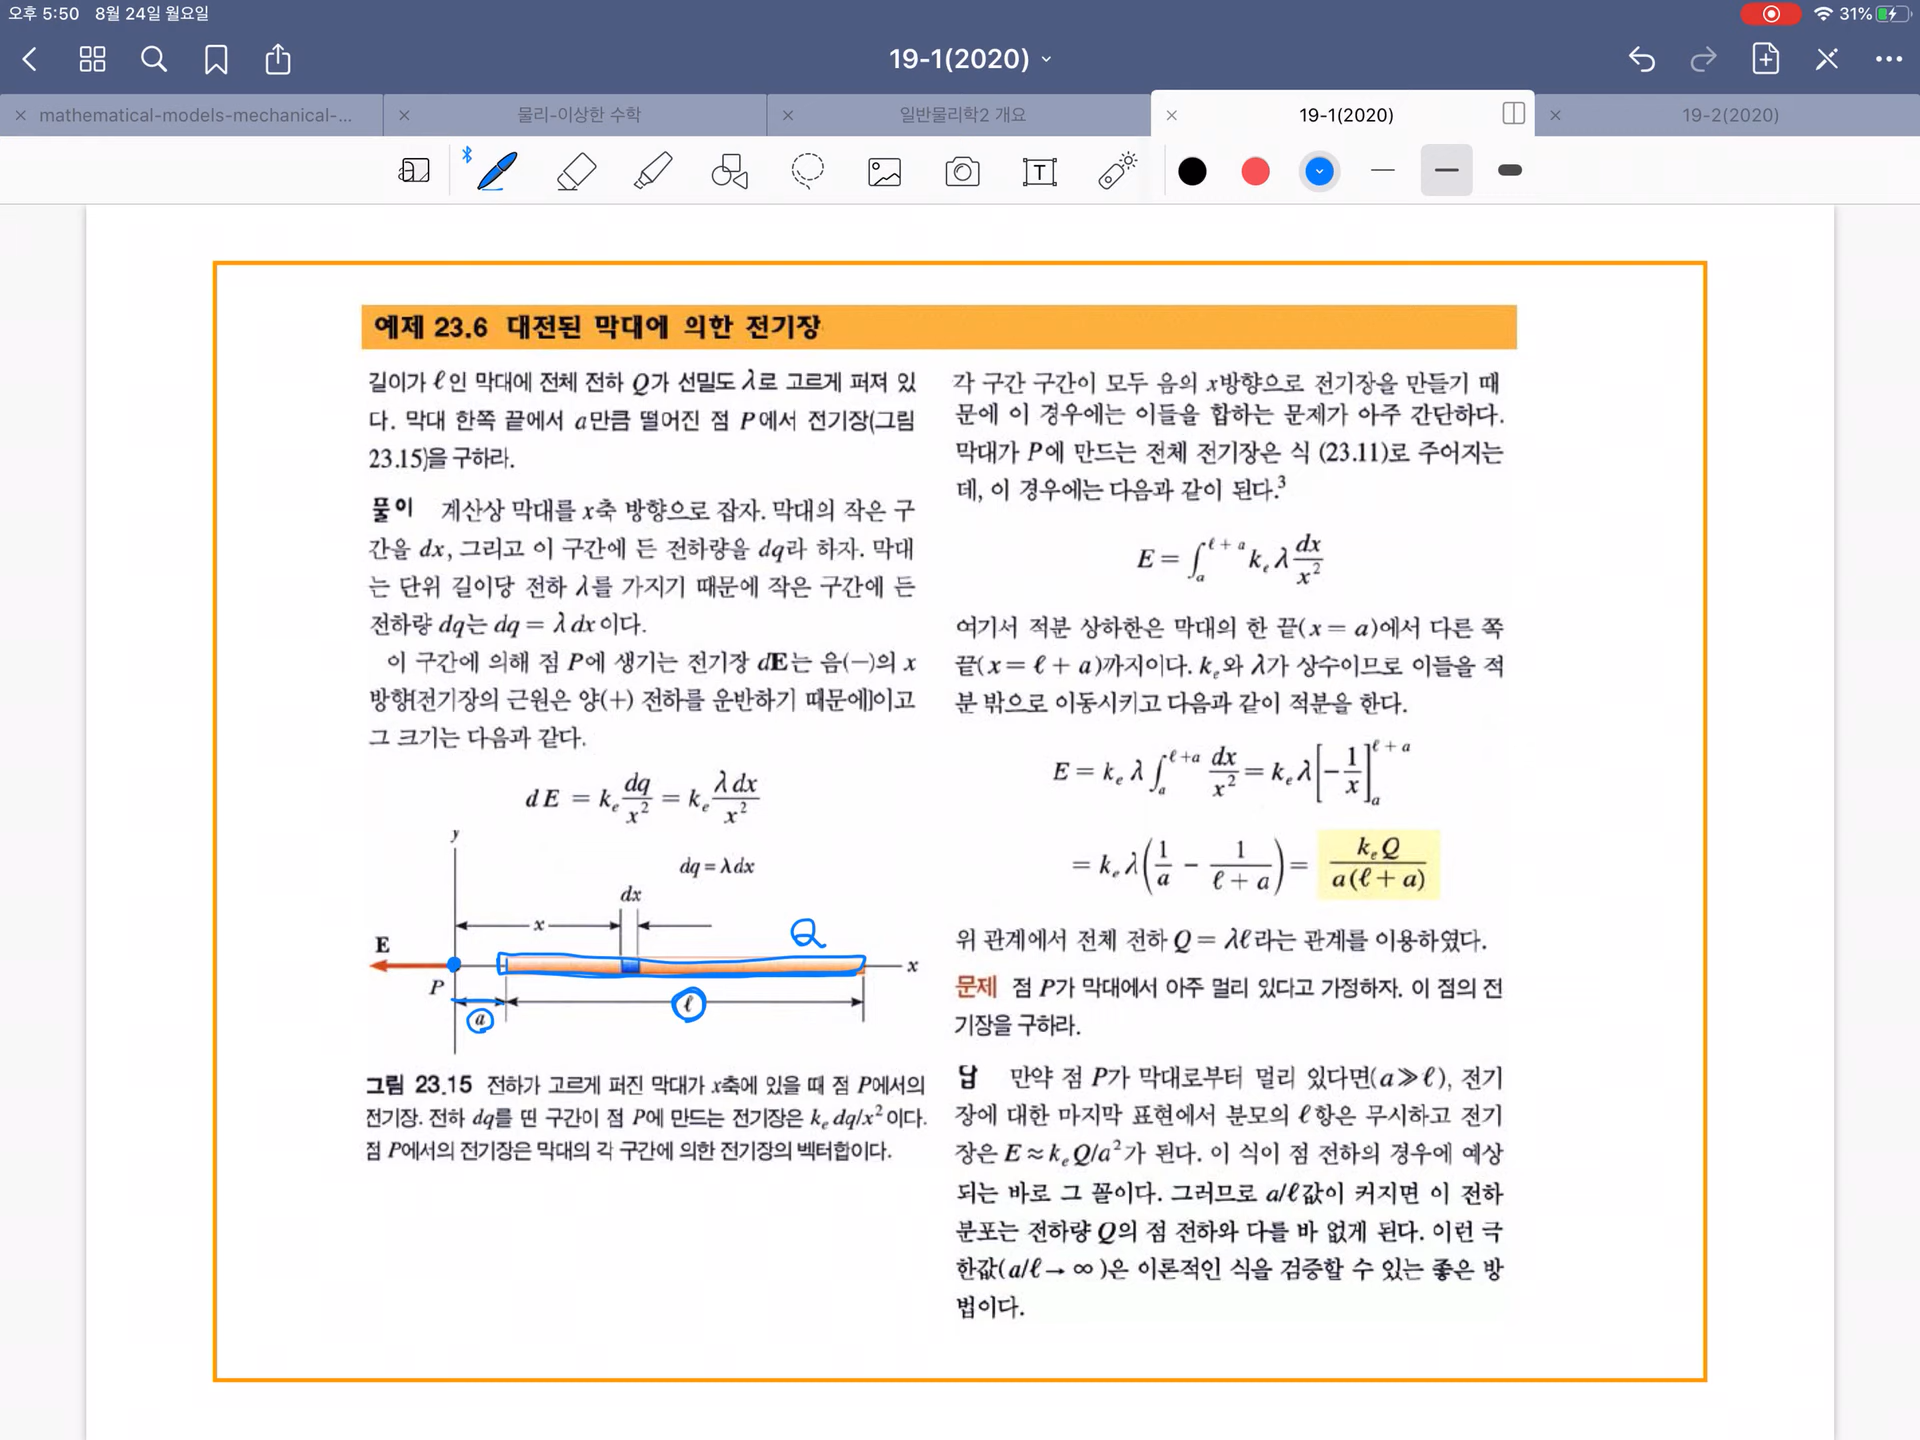 오후 5:50 8월 24일 월요일
31%
19-1(2020)
mathematical-models-mechanical-...
물리-이상한 수학
일반물리학2 개요
19-1(2020)
19-2(2020)
예제 23.6 대전된 막대에 의한 전기장
길이가 ℓ인 막대에 전체 전하 Q가 선밀도 λ로 고르게 퍼져 있
다. 막대 한쪽 끝에서 a만큼 떨어진 점 P에서 전기장(그림
23.15)을 구하라.
풀이 계산상 막대를 x축 방향으로 잡자. 막대의 작은 구
간을 dx, 그리고 이 구간에 든 전하량을 dq라 하자. 막대
는 단위 길이당 전하 λ를 가지기 때문에 작은 구간에 든
전하량 dq는 dq = λ dx이다.
이 구간에 의해 점 P에 생기는 전기장 dE는 음(−)의 x
방향[전기장의 근원은 양(+) 전하를 운반하기 때문에]이고
그 크기는 다음과 같다.
dE = kₑ dq/x² = kₑ λ dx/x²
y
dq = λdx
dx
x
Q
E
x
P
a
ℓ
그림 23.15 전하가 고르게 퍼진 막대가 x축에 있을 때 점 P에서의
전기장. 전하 dq를 띤 구간이 점 P에 만드는 전기장은 kₑ dq/x²이다.
점 P에서의 전기장은 막대의 각 구간에 의한 전기장의 벡터합이다.
각 구간 구간이 모두 음의 x방향으로 전기장을 만들기 때
문에 이 경우에는 이들을 합하는 문제가 아주 간단하다.
막대가 P에 만드는 전체 전기장은 식 (23.11)로 주어지는
데, 이 경우에는 다음과 같이 된다.³
E = ∫ₐ^(ℓ + a) kₑ λ dx/x²
여기서 적분 상하한은 막대의 한 끝(x = a)에서 다른 쪽
끝(x = ℓ + a)까지이다. kₑ와 λ가 상수이므로 이들을 적
분 밖으로 이동시키고 다음과 같이 적분을 한다.
E = kₑ λ ∫ₐ^(ℓ+a) dx/x² = kₑ λ[−1/x]ₐ^(ℓ + a)
= kₑ λ(1/a − 1/(ℓ + a)) = kₑ Q/a(ℓ + a)
위 관계에서 전체 전하 Q = λℓ라는 관계를 이용하였다.
문제 점 P가 막대에서 아주 멀리 있다고 가정하자. 이 점의 전
기장을 구하라.
답 만약 점 P가 막대로부터 멀리 있다면(a ≫ ℓ), 전기
장에 대한 마지막 표현에서 분모의 ℓ항은 무시하고 전기
장은 E ≈ kₑ Q/a²가 된다. 이 식이 점 전하의 경우에 예상
되는 바로 그 꼴이다. 그러므로 a/ℓ값이 커지면 이 전하
분포는 전하량 Q의 점 전하와 다를 바 없게 된다. 이런 극
한값(a/ℓ → ∞)은 이론적인 식을 검증할 수 있는 좋은 방
법이다.